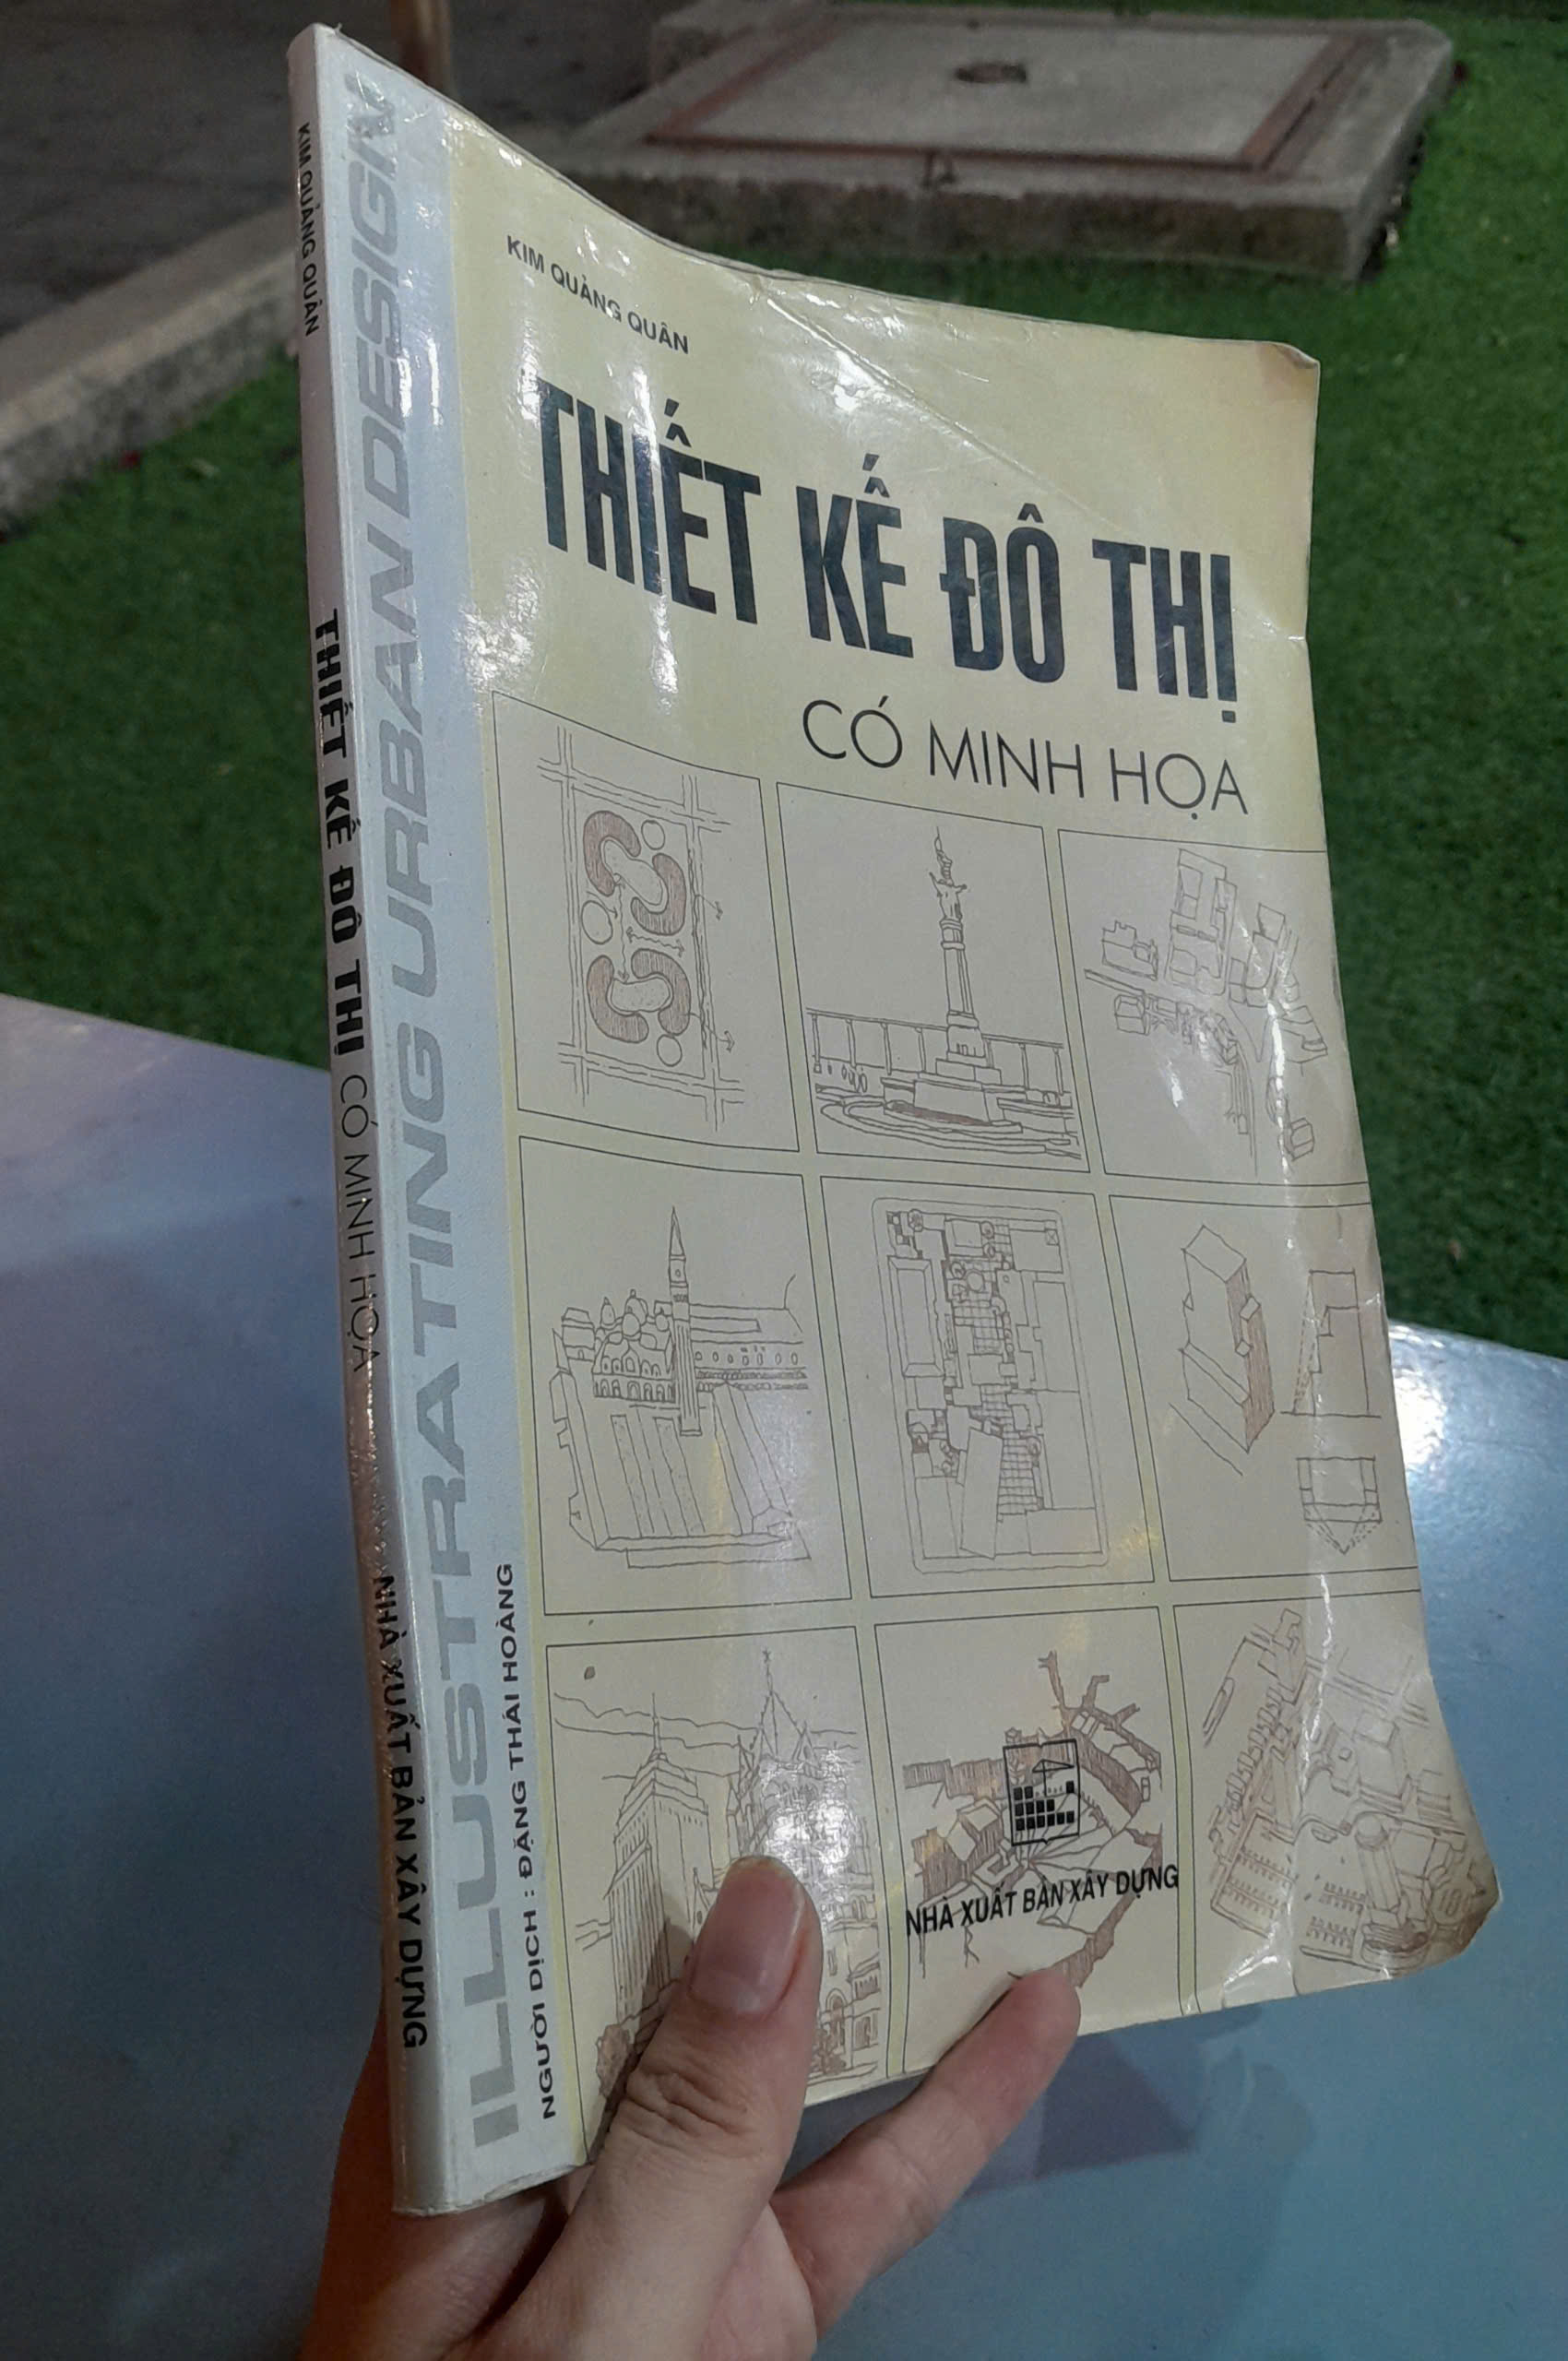 KIM QUẢNG QUÂN
THIẾT KẾ ĐÔ THỊ
CÓ MINH HỌA
ILLUSTRATING URBAN DESIGN
NGƯỜI DỊCH : ĐẶNG THÁI HOÀNG
NHÀ XUẤT BẢN XÂY DỰNG
KIM QUẢNG QUÂN
THIẾT KẾ ĐÔ THỊ CÓ MINH HỌA
NHÀ XUẤT BẢN XÂY DỰNG